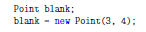 Point blank;
blank = new Point(3, 4);